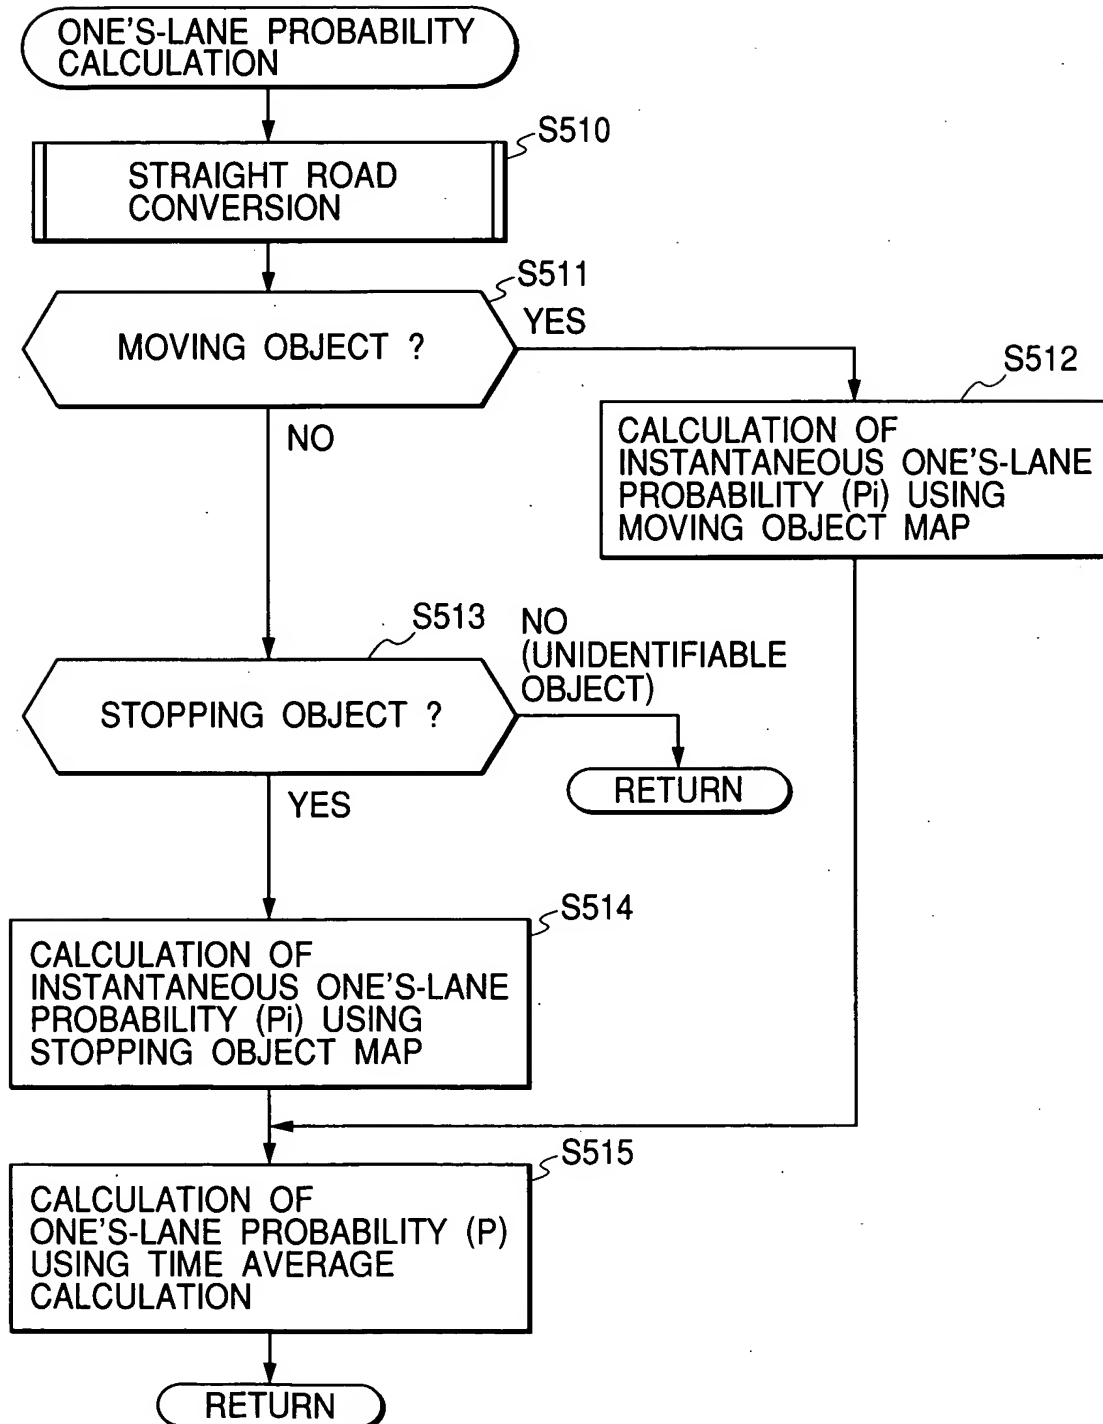 ONE'S-LANE PROBABILITY
CALCULATION
S510
STRAIGHT ROAD
CONVERSION
S511
MOVING OBJECT ?
YES
NO
S512
CALCULATION OF
INSTANTANEOUS ONE'S-LANE
PROBABILITY (Pi) USING
MOVING OBJECT MAP
S513
STOPPING OBJECT ?
NO
(UNIDENTIFIABLE
OBJECT)
RETURN
YES
S514
CALCULATION OF
INSTANTANEOUS ONE'S-LANE
PROBABILITY (Pi) USING
STOPPING OBJECT MAP
S515
CALCULATION OF
ONE'S-LANE PROBABILITY (P)
USING TIME AVERAGE
CALCULATION
RETURN